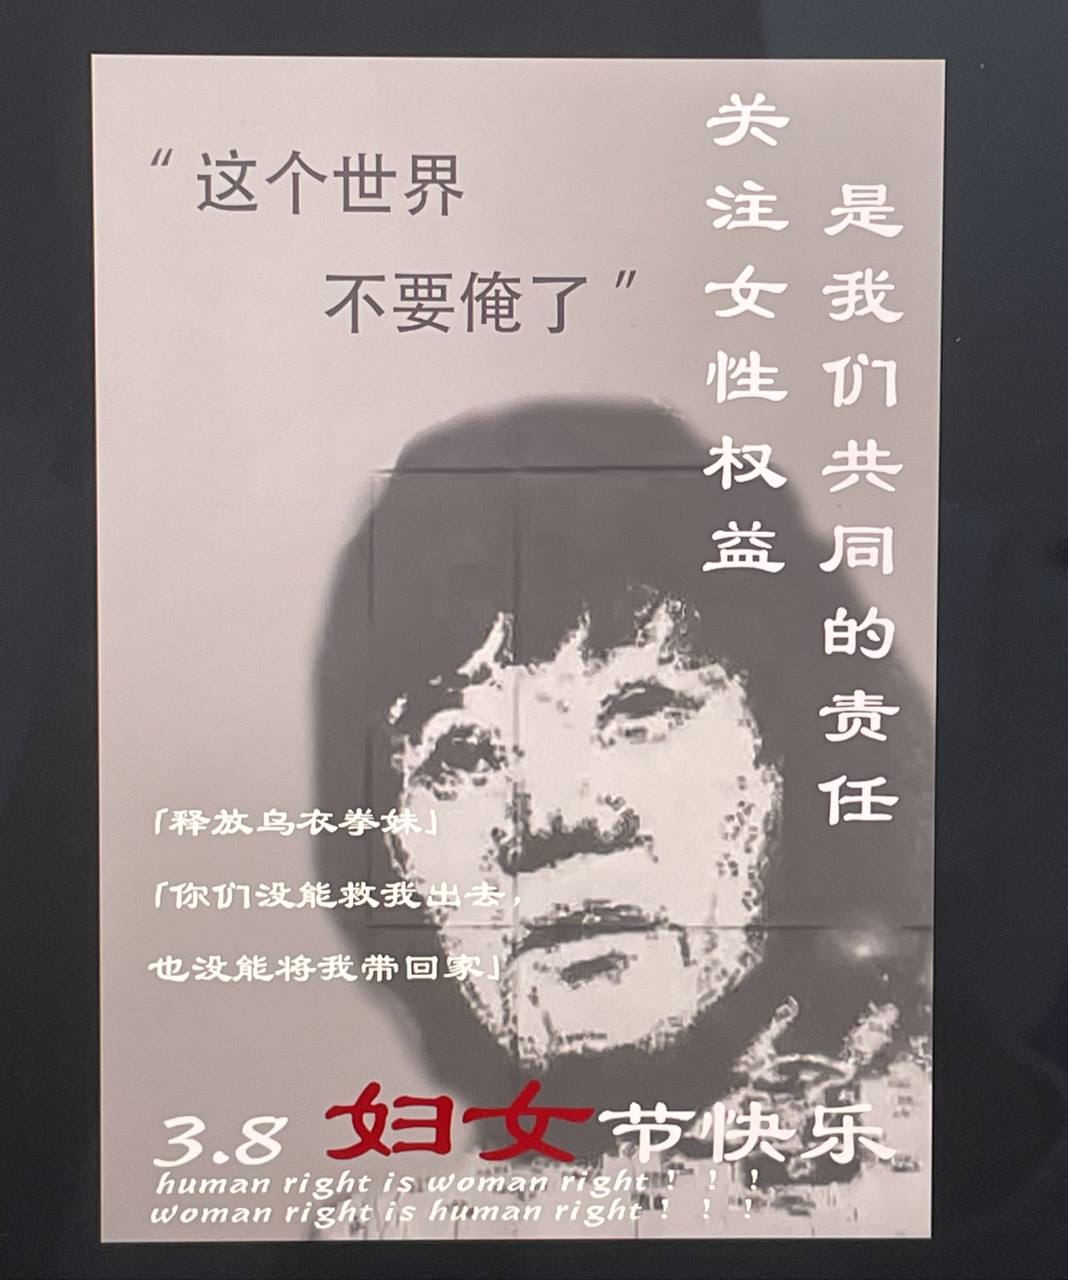 “这个世界
不要俺了”
关注女性权益
是我们共同的责任
「释放乌衣拳妹」
「你们没能救我出去，
也没能将我带回家」
3.8 妇女节快乐
human right is woman right！！！
woman right is human right！！！